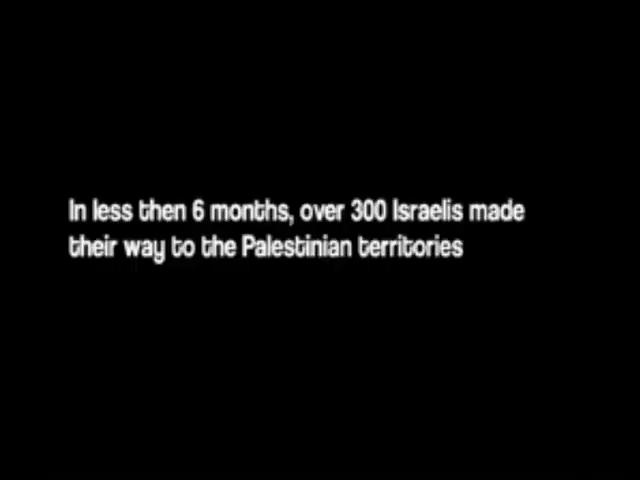 In less then 6 months, over 300 Israelis made
their way to the Palestinian territories